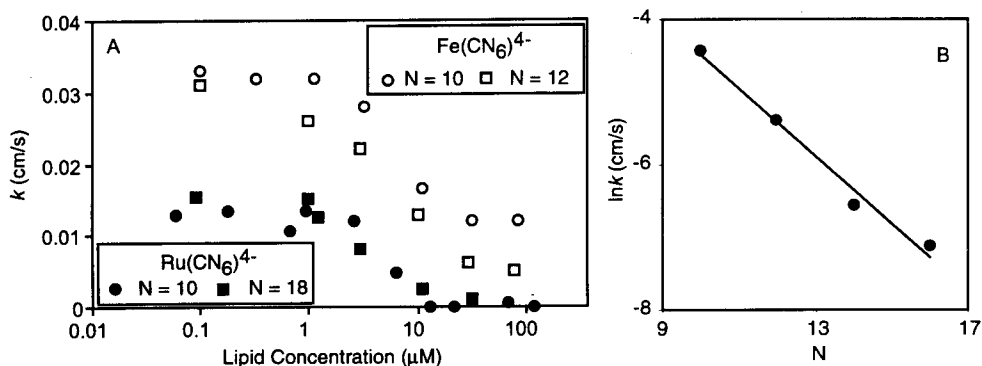 A
Fe(CN₆)⁴⁻
N = 10 N = 12
Ru(CN₆)⁴⁻
N = 10 N = 18
0.04
0.03
0.02
0.01
0
k (cm/s)
0.01 0.1 1 10 100
Lipid Concentration (μM)
B
-4
-6
-8
lnk (cm/s)
9 13 17
N